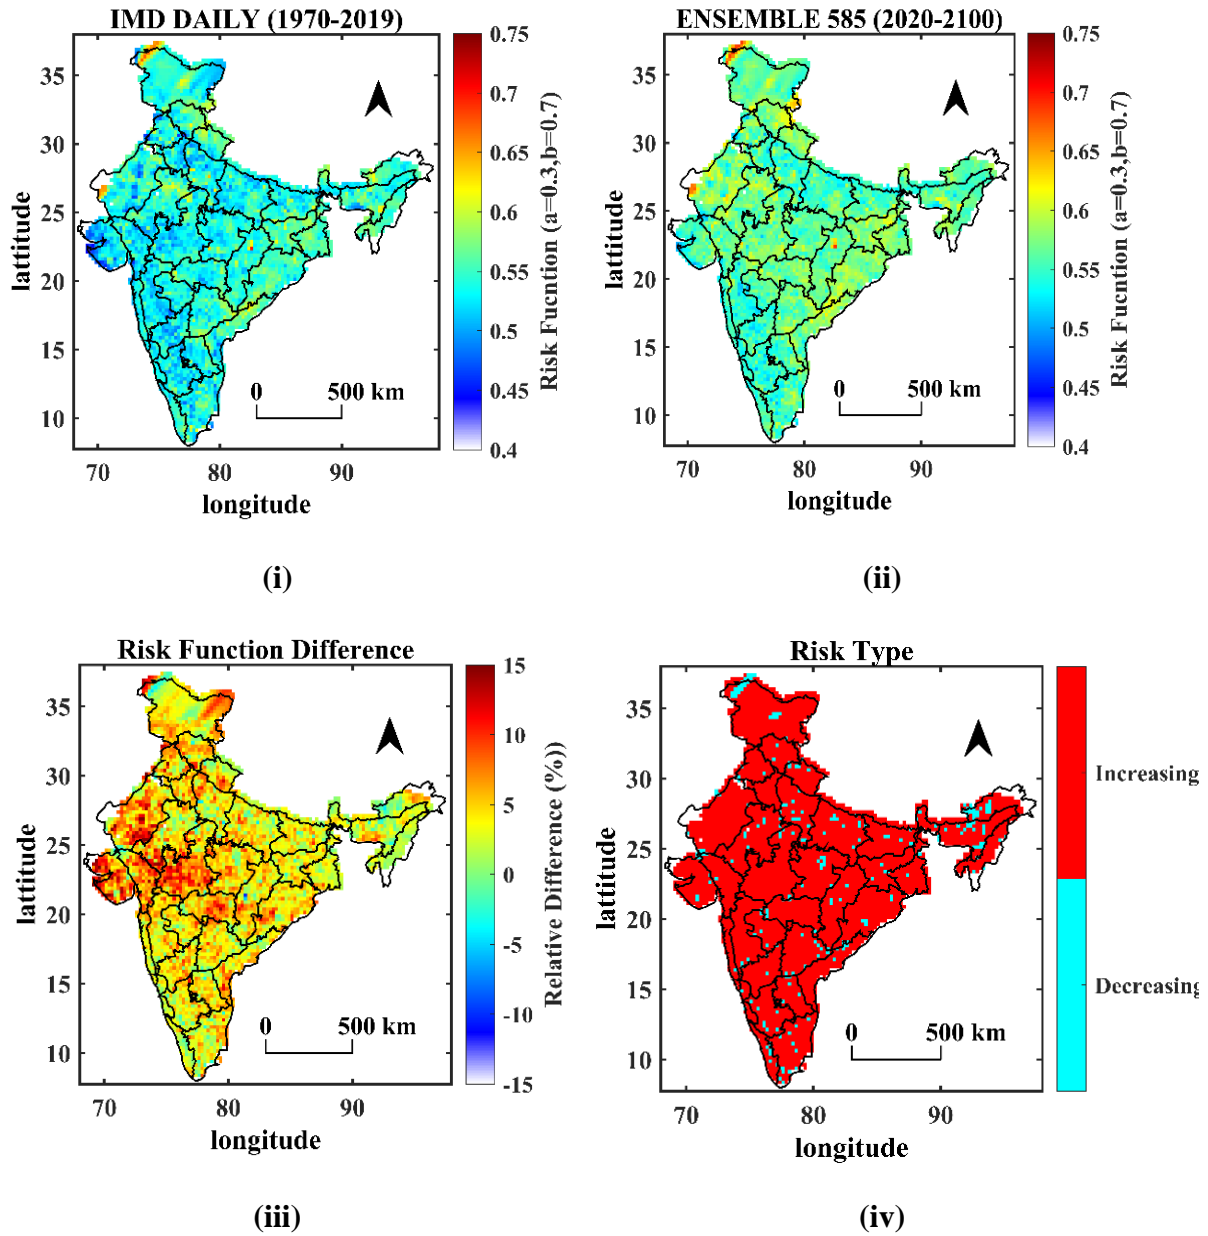 IMD DAILY (1970-2019)
35
30
25
20
15
10
70
80
90
lattitude
longitude
0 500 km
0.75
0.7
0.65
0.6
0.55
0.5
0.45
0.4
Risk Fucntion (a=0.3,b=0.7)
(i)
ENSEMBLE 585 (2020-2100)
35
30
25
20
15
10
70
80
90
lattitude
longitude
0 500 km
0.75
0.7
0.65
0.6
0.55
0.5
0.45
0.4
Risk Fucntion (a=0.3,b=0.7)
(ii)
Risk Function Difference
35
30
25
20
15
10
70
80
90
lattitude
longitude
0 500 km
15
10
5
0
-5
-10
-15
Relative Difference (%))
(iii)
Risk Type
35
30
25
20
15
10
70
80
90
lattitude
longitude
0 500 km
Increasing
Decreasing
(iv)